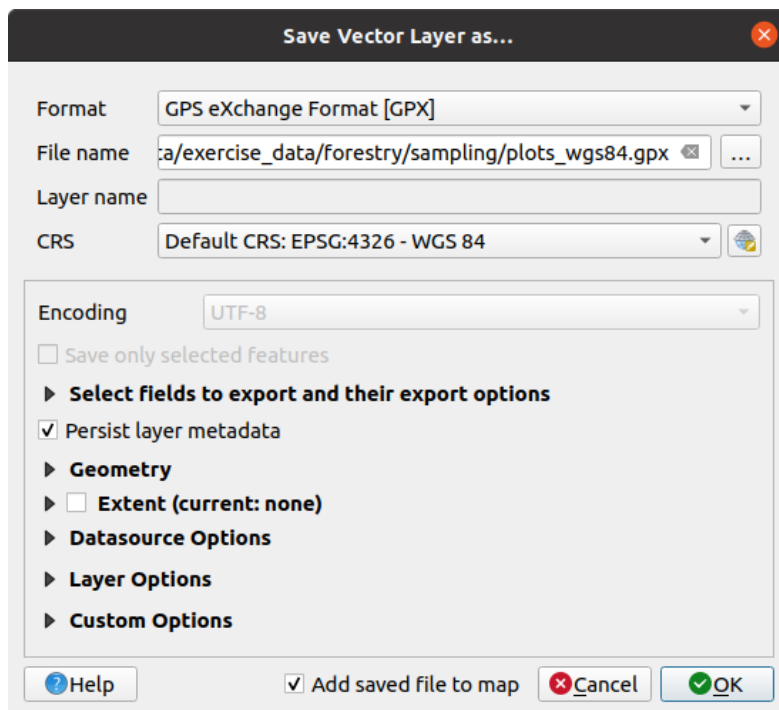 Save Vector Layer as...
Format GPS eXchange Format [GPX]
File name ta/exercise_data/forestry/sampling/plots_wgs84.gpx ...
Layer name
CRS Default CRS: EPSG:4326 - WGS 84
Encoding UTF-8
Save only selected features
Select fields to export and their export options
Persist layer metadata
Geometry
Extent (current: none)
Datasource Options
Layer Options
Custom Options
Help Add saved file to map Cancel OK